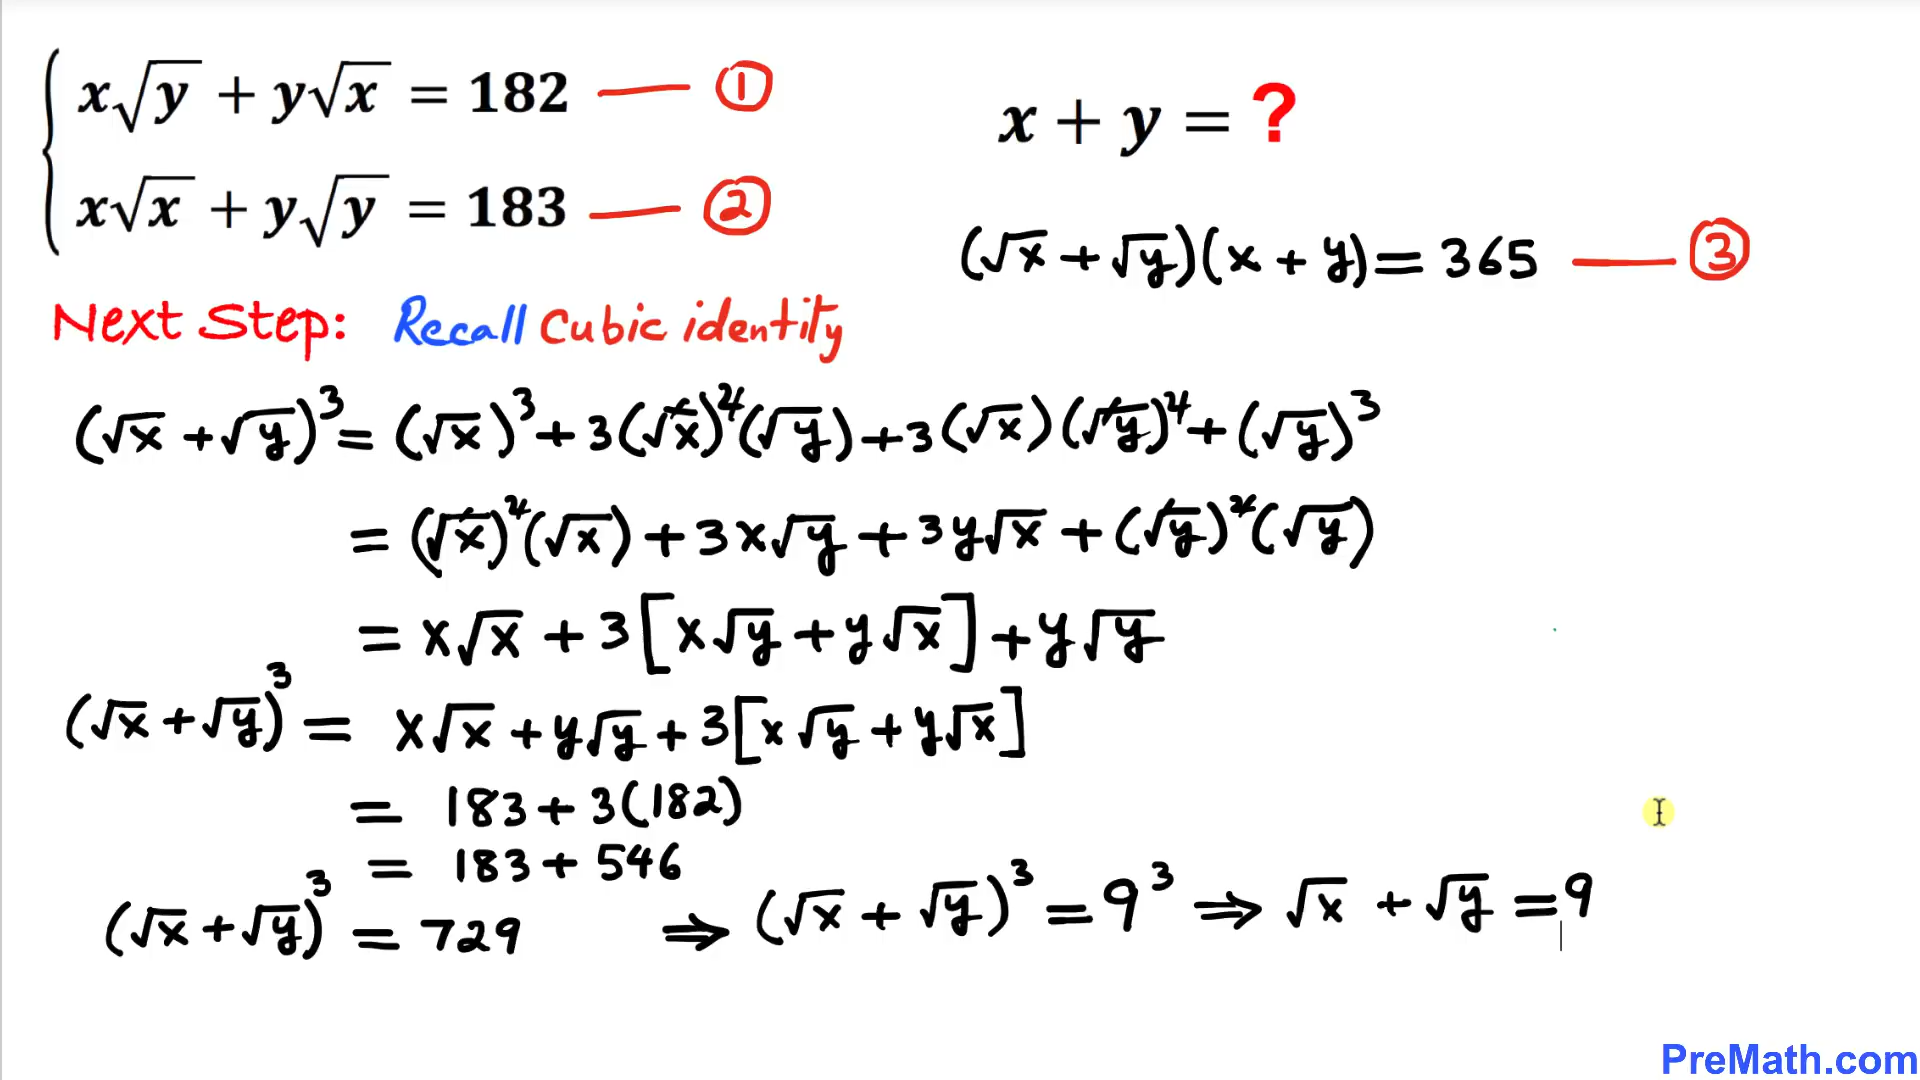 x√y + y√x = 182 — ①
x + y = ?
x√x + y√y = 183 — ②
(√x + √y)(x + y) = 365 — ③
Next Step: Recall Cubic identity
(√x + √y)³ = (√x)³ + 3(√x)²(√y) + 3(√x)(√y)² + (√y)³
= (√x)²(√x) + 3x√y + 3y√x + (√y)²(√y)
= x√x + 3[x√y + y√x] + y√y
(√x + √y)³ = x√x + y√y + 3[x√y + y√x]
= 183 + 3(182)
= 183 + 546
(√x + √y)³ = 729 ⇒ (√x + √y)³ = 9³ ⇒ √x + √y = 9
PreMath.com